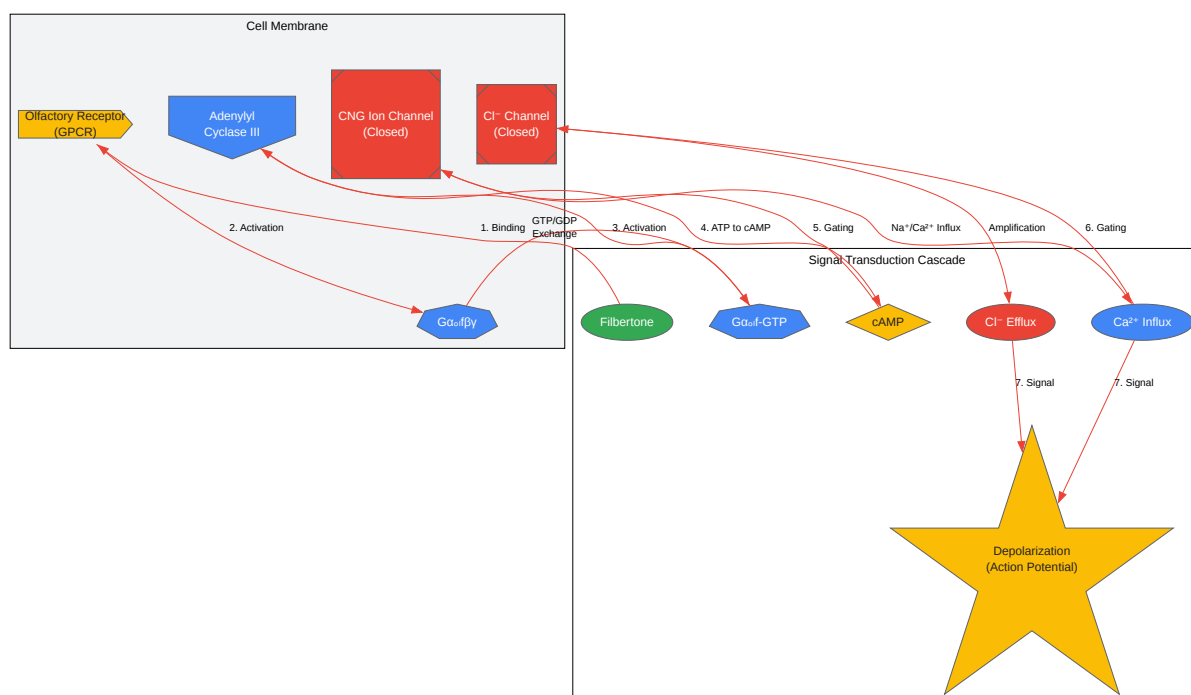 Cell Membrane
Olfactory Receptor
(GPCR)
Adenylyl
Cyclase III
CNG Ion Channel
(Closed)
Cl⁻ Channel
(Closed)
2. Activation
1. Binding
GTP/GDP
Exchange
3. Activation
4. ATP to cAMP
5. Gating
Na⁺/Ca²⁺ Influx
Amplification
6. Gating
Signal Transduction Cascade
Gαₒₗfβγ
Filbertone
Gαₒₗf-GTP
cAMP
Cl⁻ Efflux
Ca²⁺ Influx
7. Signal
7. Signal
Depolarization
(Action Potential)